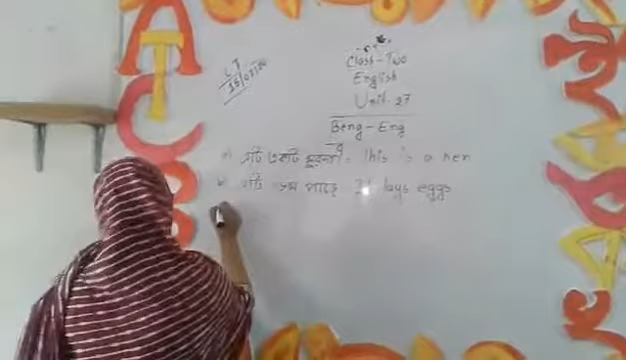 Class-Two
English
Unit-27
Beng-Eng
a) এটি একটি মুরগী = This is a hen
b) এটি ডিম পাড়ে It lays eggs